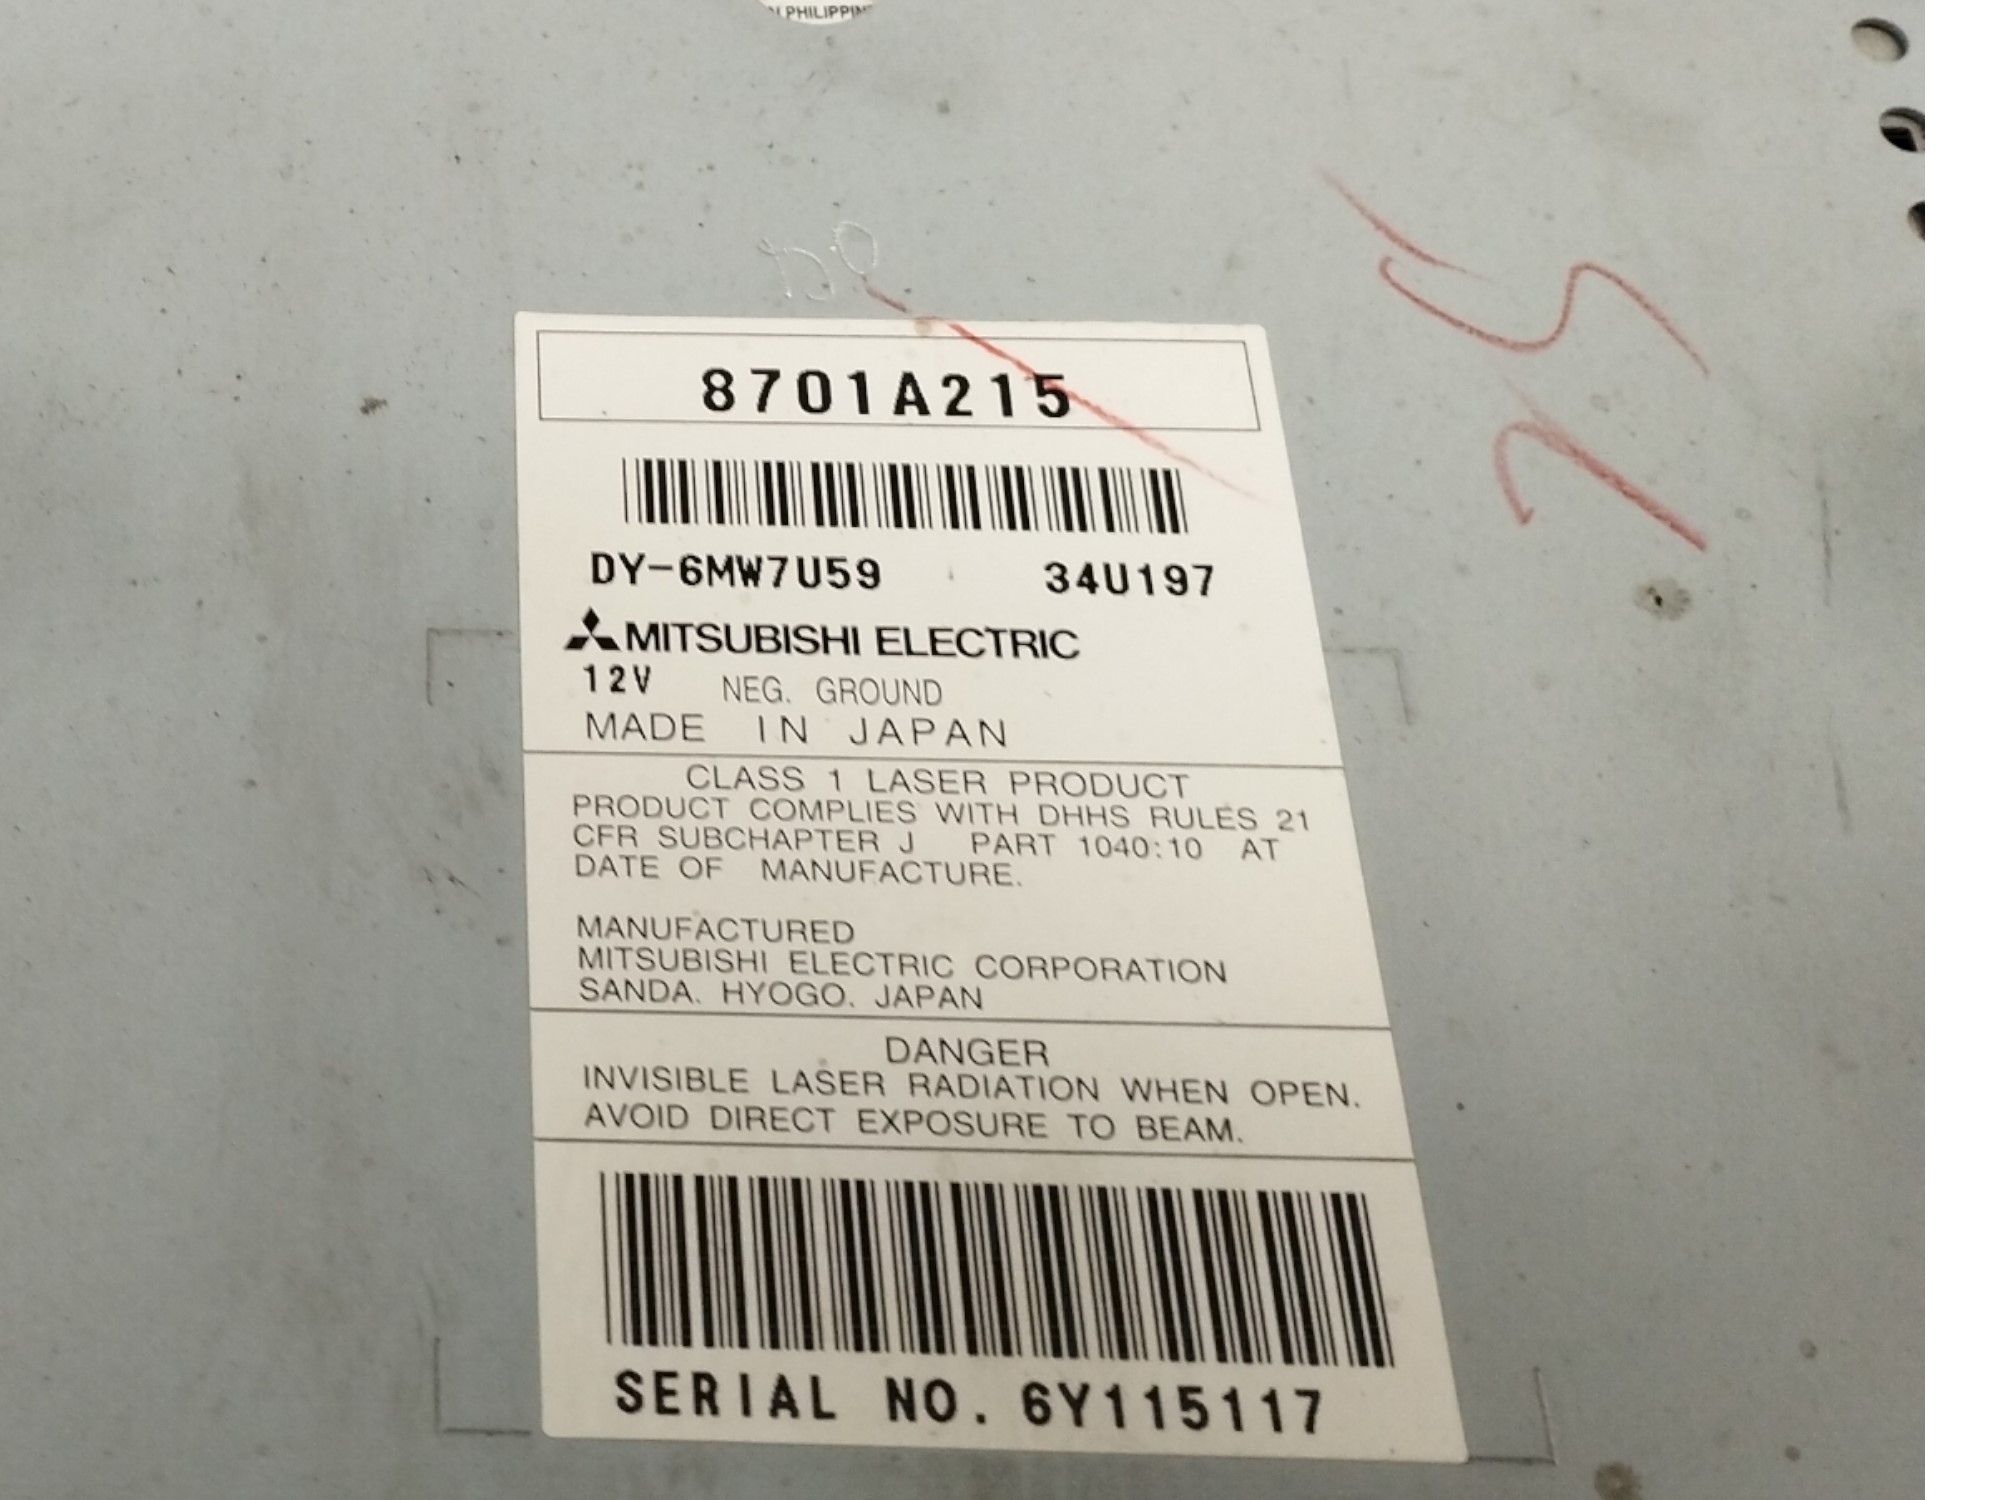 PHILIPPIN
8701A215
DY-6MW7U59 34U197
MITSUBISHI ELECTRIC
12V NEG. GROUND
MADE IN JAPAN
CLASS 1 LASER PRODUCT
PRODUCT COMPLIES WITH DHHS RULES 21
CFR SUBCHAPTER J PART 1040:10 AT
DATE OF MANUFACTURE.
MANUFACTURED
MITSUBISHI ELECTRIC CORPORATION
SANDA. HYOGO. JAPAN
DANGER
INVISIBLE LASER RADIATION WHEN OPEN.
AVOID DIRECT EXPOSURE TO BEAM.
SERIAL NO. 6Y115117